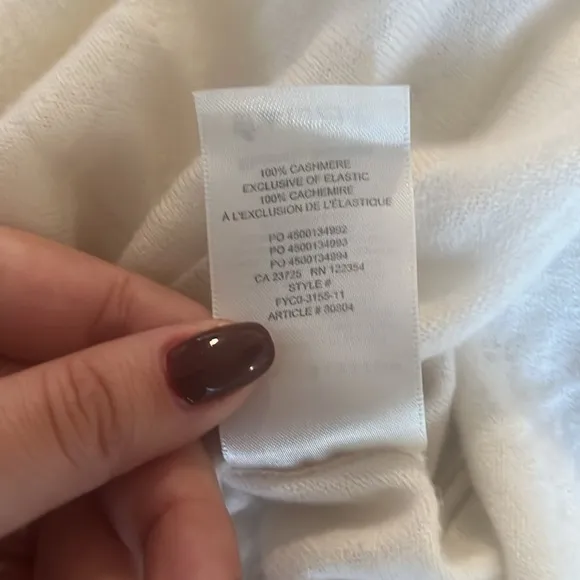 100% CASHMERE
EXCLUSIVE OF ELASTIC
100% CACHEMIRE
À L'EXCLUSION DE L'ÉLASTIQUE
PO 4500134992
PO 4500134993
PO 4500134994
CA 23725 RN 122354
STYLE #
FYC0-3155-11
ARTICLE # 80804